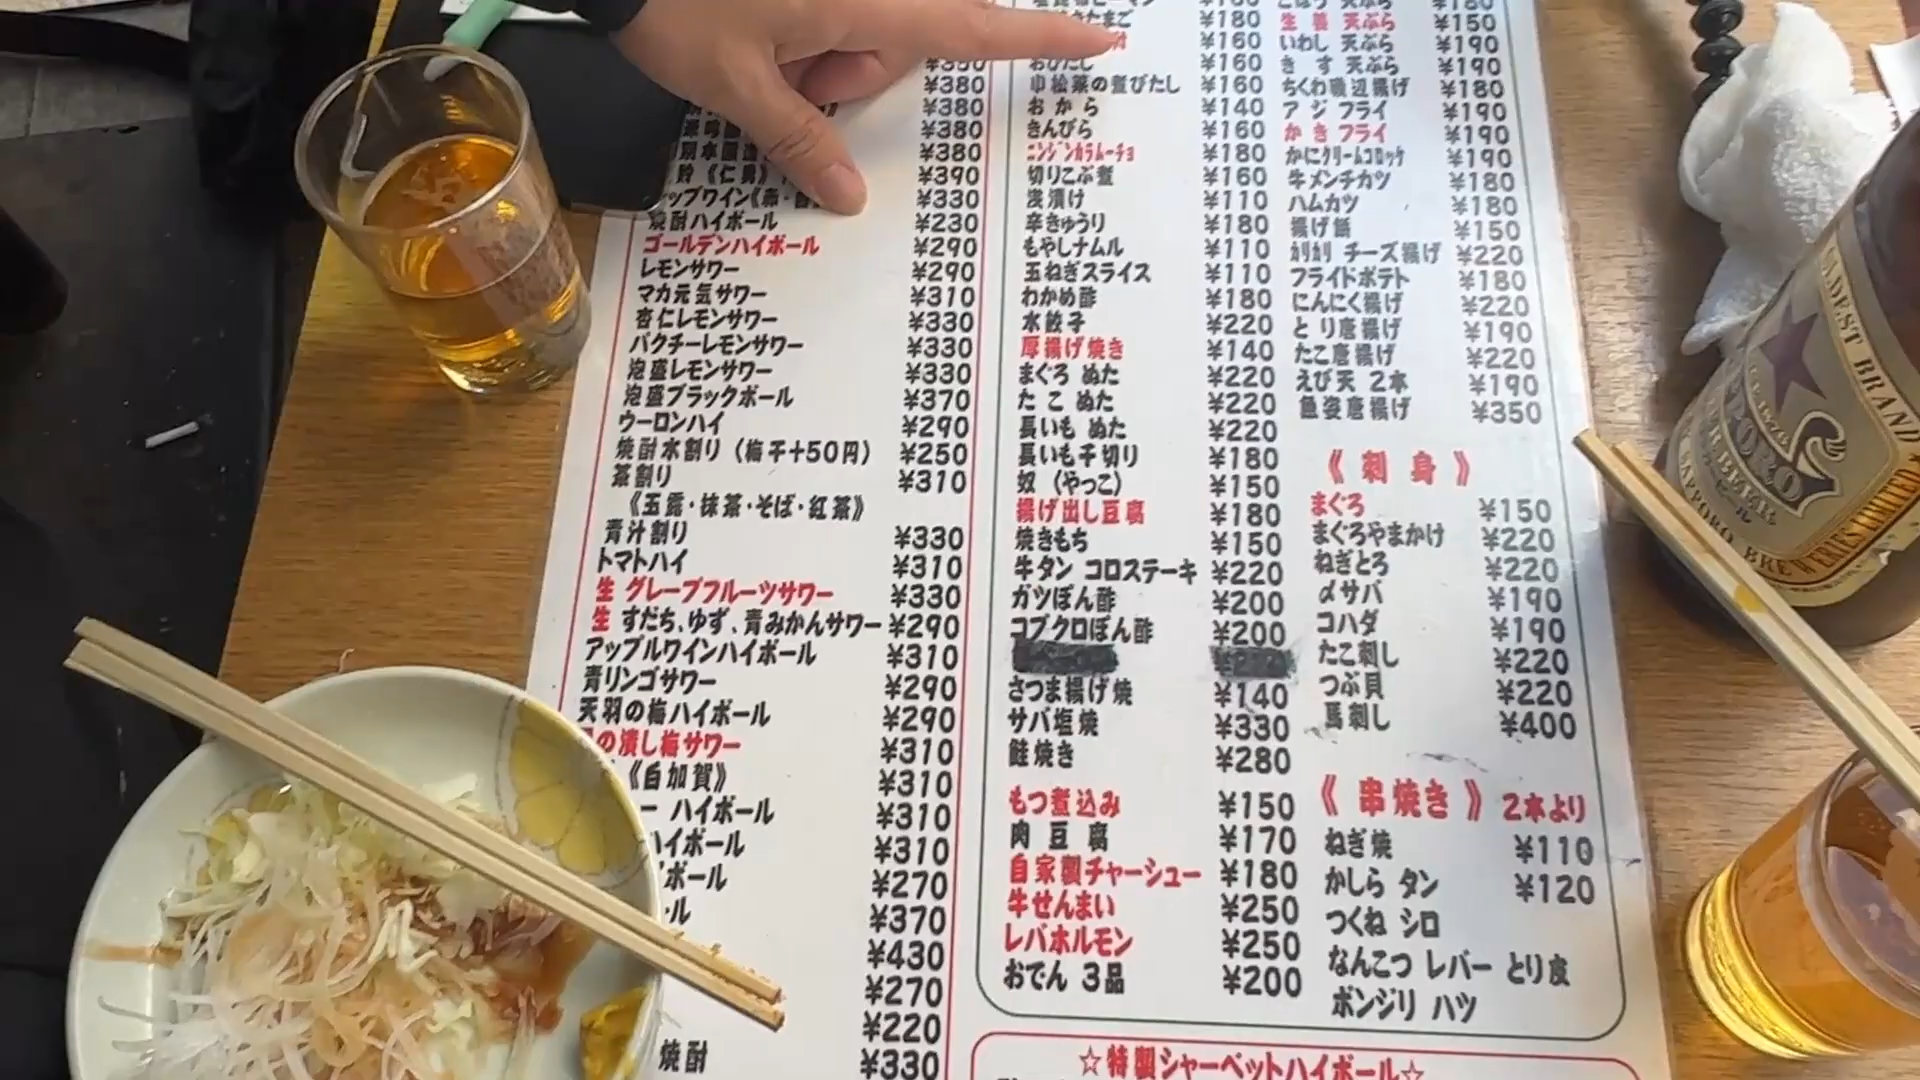 ¥350
¥380
¥380
¥380
¥380
¥390
ップワイン《赤・白
¥330
焼酎ハイボール ¥230
ゴールデンハイボール ¥290
レモンサワー ¥290
マカ元気サワー ¥310
杏仁レモンサワー ¥330
パクチーレモンサワー ¥330
泡盛レモンサワー ¥330
泡盛ブラックボール ¥370
ウーロンハイ ¥290
焼酎水割り（梅干+50円） ¥250
茶割り ¥310
《玉露・抹茶・そば・紅茶》
青汁割り ¥330
トマトハイ ¥310
生 グレープフルーツサワー ¥330
生 すだち、ゆず、青みかんサワー ¥290
アップルワインハイボール ¥310
青リンゴサワー ¥290
天羽の梅ハイボール ¥290
の潰し梅サワー ¥310
《白加賀》 ¥310
ー ハイボール ¥310
ハイボール ¥310
ボール ¥270
ール ¥370
¥430
¥270
¥220
焼酎 ¥330
たまご ¥180
¥160
おひたし ¥160
小松菜の煮びたし ¥160
おから ¥140
きんぴら ¥160
ニンジンカラムーチョ ¥180
切りこぶ煮 ¥160
浅漬け ¥110
辛きゅうり ¥180
もやしナムル ¥110
玉ねぎスライス ¥110
わかめ酢 ¥180
水餃子 ¥220
厚揚げ焼き ¥140
まぐろ ぬた ¥220
たこ ぬた ¥220
長いも ぬた ¥220
長いも千切り ¥180
奴（やっこ） ¥150
揚げ出し豆腐 ¥180
焼きもち ¥150
牛タン コロステーキ ¥220
ガツぽん酢 ¥200
コブクロぽん酢 ¥200
さつま揚げ焼 ¥140
サバ塩焼 ¥330
鮭焼き ¥280
もつ煮込み ¥150
肉豆腐 ¥170
自家製チャーシュー ¥180
牛せんまい ¥250
レバホルモン ¥250
おでん 3品 ¥200
¥180
生姜 天ぷら ¥150
いわし 天ぷら ¥190
きす 天ぷら ¥190
ちくわ磯辺揚げ ¥180
アジ フライ ¥190
かき フライ ¥190
かにクリームコロッケ ¥190
牛メンチカツ ¥180
ハムカツ ¥180
揚げ餅 ¥150
カリカリ チーズ揚げ ¥220
フライドポテト ¥180
にんにく揚げ ¥220
とり唐揚げ ¥190
たこ唐揚げ ¥220
えび天 2本 ¥190
魚姿唐揚げ ¥350
《 刺 身 》
まぐろ ¥150
まぐろやまかけ ¥220
ねぎとろ ¥220
〆サバ ¥190
コハダ ¥190
たこ刺し ¥220
つぶ貝 ¥220
馬刺し ¥400
《 串焼き 》2本より
ねぎ焼 ¥110
かしら タン ¥120
つくね シロ
なんこつ レバー とり皮
ボンジリ ハツ
☆特製シャーベットハイボール☆